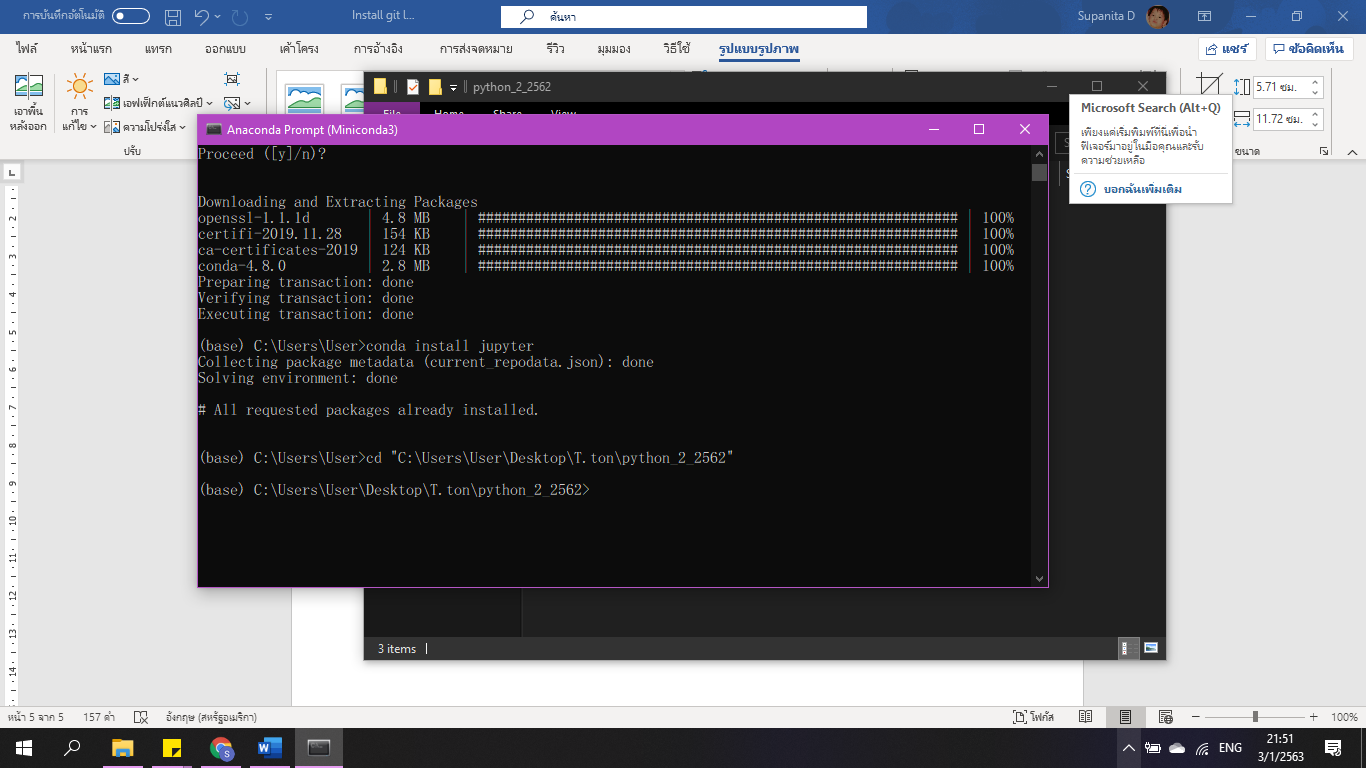 การบันทึกอัตโนมัติ
Install git l...
ค้นหา
Supanita D
ไฟล์ หน้าแรก แทรก ออกแบบ เค้าโครง การอ้างอิง การส่งจดหมาย รีวิว มุมมอง วิธีใช้ รูปแบบรูปภาพ
แชร์
ข้อคิดเห็น
เอาพื้น
หลังออก
การ
แก้ไข
สี
เอฟเฟ็กต์แนวศิลป์
ความโปร่งใส
ปรับ
5.71 ซม.
11.72 ซม.
ขนาด
python_2_2562
File Home Share View
Microsoft Search (Alt+Q)
เพียงแค่เริ่มพิมพ์ที่นี่เพื่อนำ
ฟีเจอร์มาอยู่ในมือคุณและรับ
ความช่วยเหลือ
บอกฉันเพิ่มเติม
Anaconda Prompt (Miniconda3)
Proceed ([y]/n)?
Downloading and Extracting Packages
openssl-1.1.1d | 4.8 MB | ############################################################ | 100%
certifi-2019.11.28 | 154 KB | ############################################################ | 100%
ca-certificates-2019 | 124 KB | ############################################################ | 100%
conda-4.8.0 | 2.8 MB | ############################################################ | 100%
Preparing transaction: done
Verifying transaction: done
Executing transaction: done
(base) C:\Users\User>conda install jupyter
Collecting package metadata (current_repodata.json): done
Solving environment: done
# All requested packages already installed.
(base) C:\Users\User>cd "C:\Users\User\Desktop\T.ton\python_2_2562"
(base) C:\Users\User\Desktop\T.ton\python_2_2562>
3 items
หน้า 5 จาก 5 157 คำ อังกฤษ (สหรัฐอเมริกา) โฟกัส 100%
ENG
21:51
3/1/2563